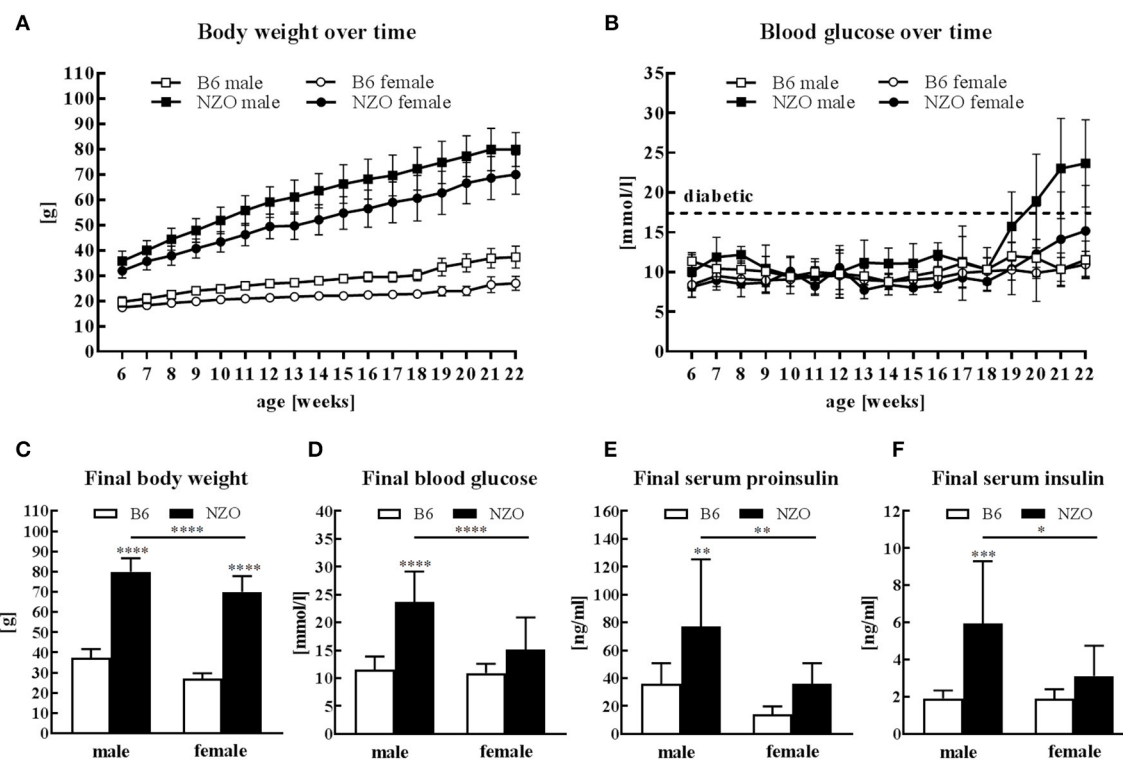 A
Body weight over time
B6 male
B6 female
NZO male
NZO female
110
100
90
80
70
60
50
40
30
20
10
0
[g]
6 7 8 9 10 11 12 13 14 15 16 17 18 19 20 21 22
age [weeks]
B
Blood glucose over time
B6 male
B6 female
NZO male
NZO female
35
30
25
20
15
10
5
0
[mmol/l]
diabetic
6 7 8 9 10 11 12 13 14 15 16 17 18 19 20 21 22
age [weeks]
C
Final body weight
B6
NZO
110
100
90
80
70
60
50
40
30
20
10
0
[g]
****
****
****
male
female
D
Final blood glucose
B6
NZO
40
35
30
25
20
15
10
5
0
[mmol/l]
****
****
male
female
E
Final serum proinsulin
B6
NZO
160
140
120
100
80
60
40
20
0
[ng/ml]
**
**
male
female
F
Final serum insulin
B6
NZO
12
10
8
6
4
2
0
[ng/ml]
*
***
male
female